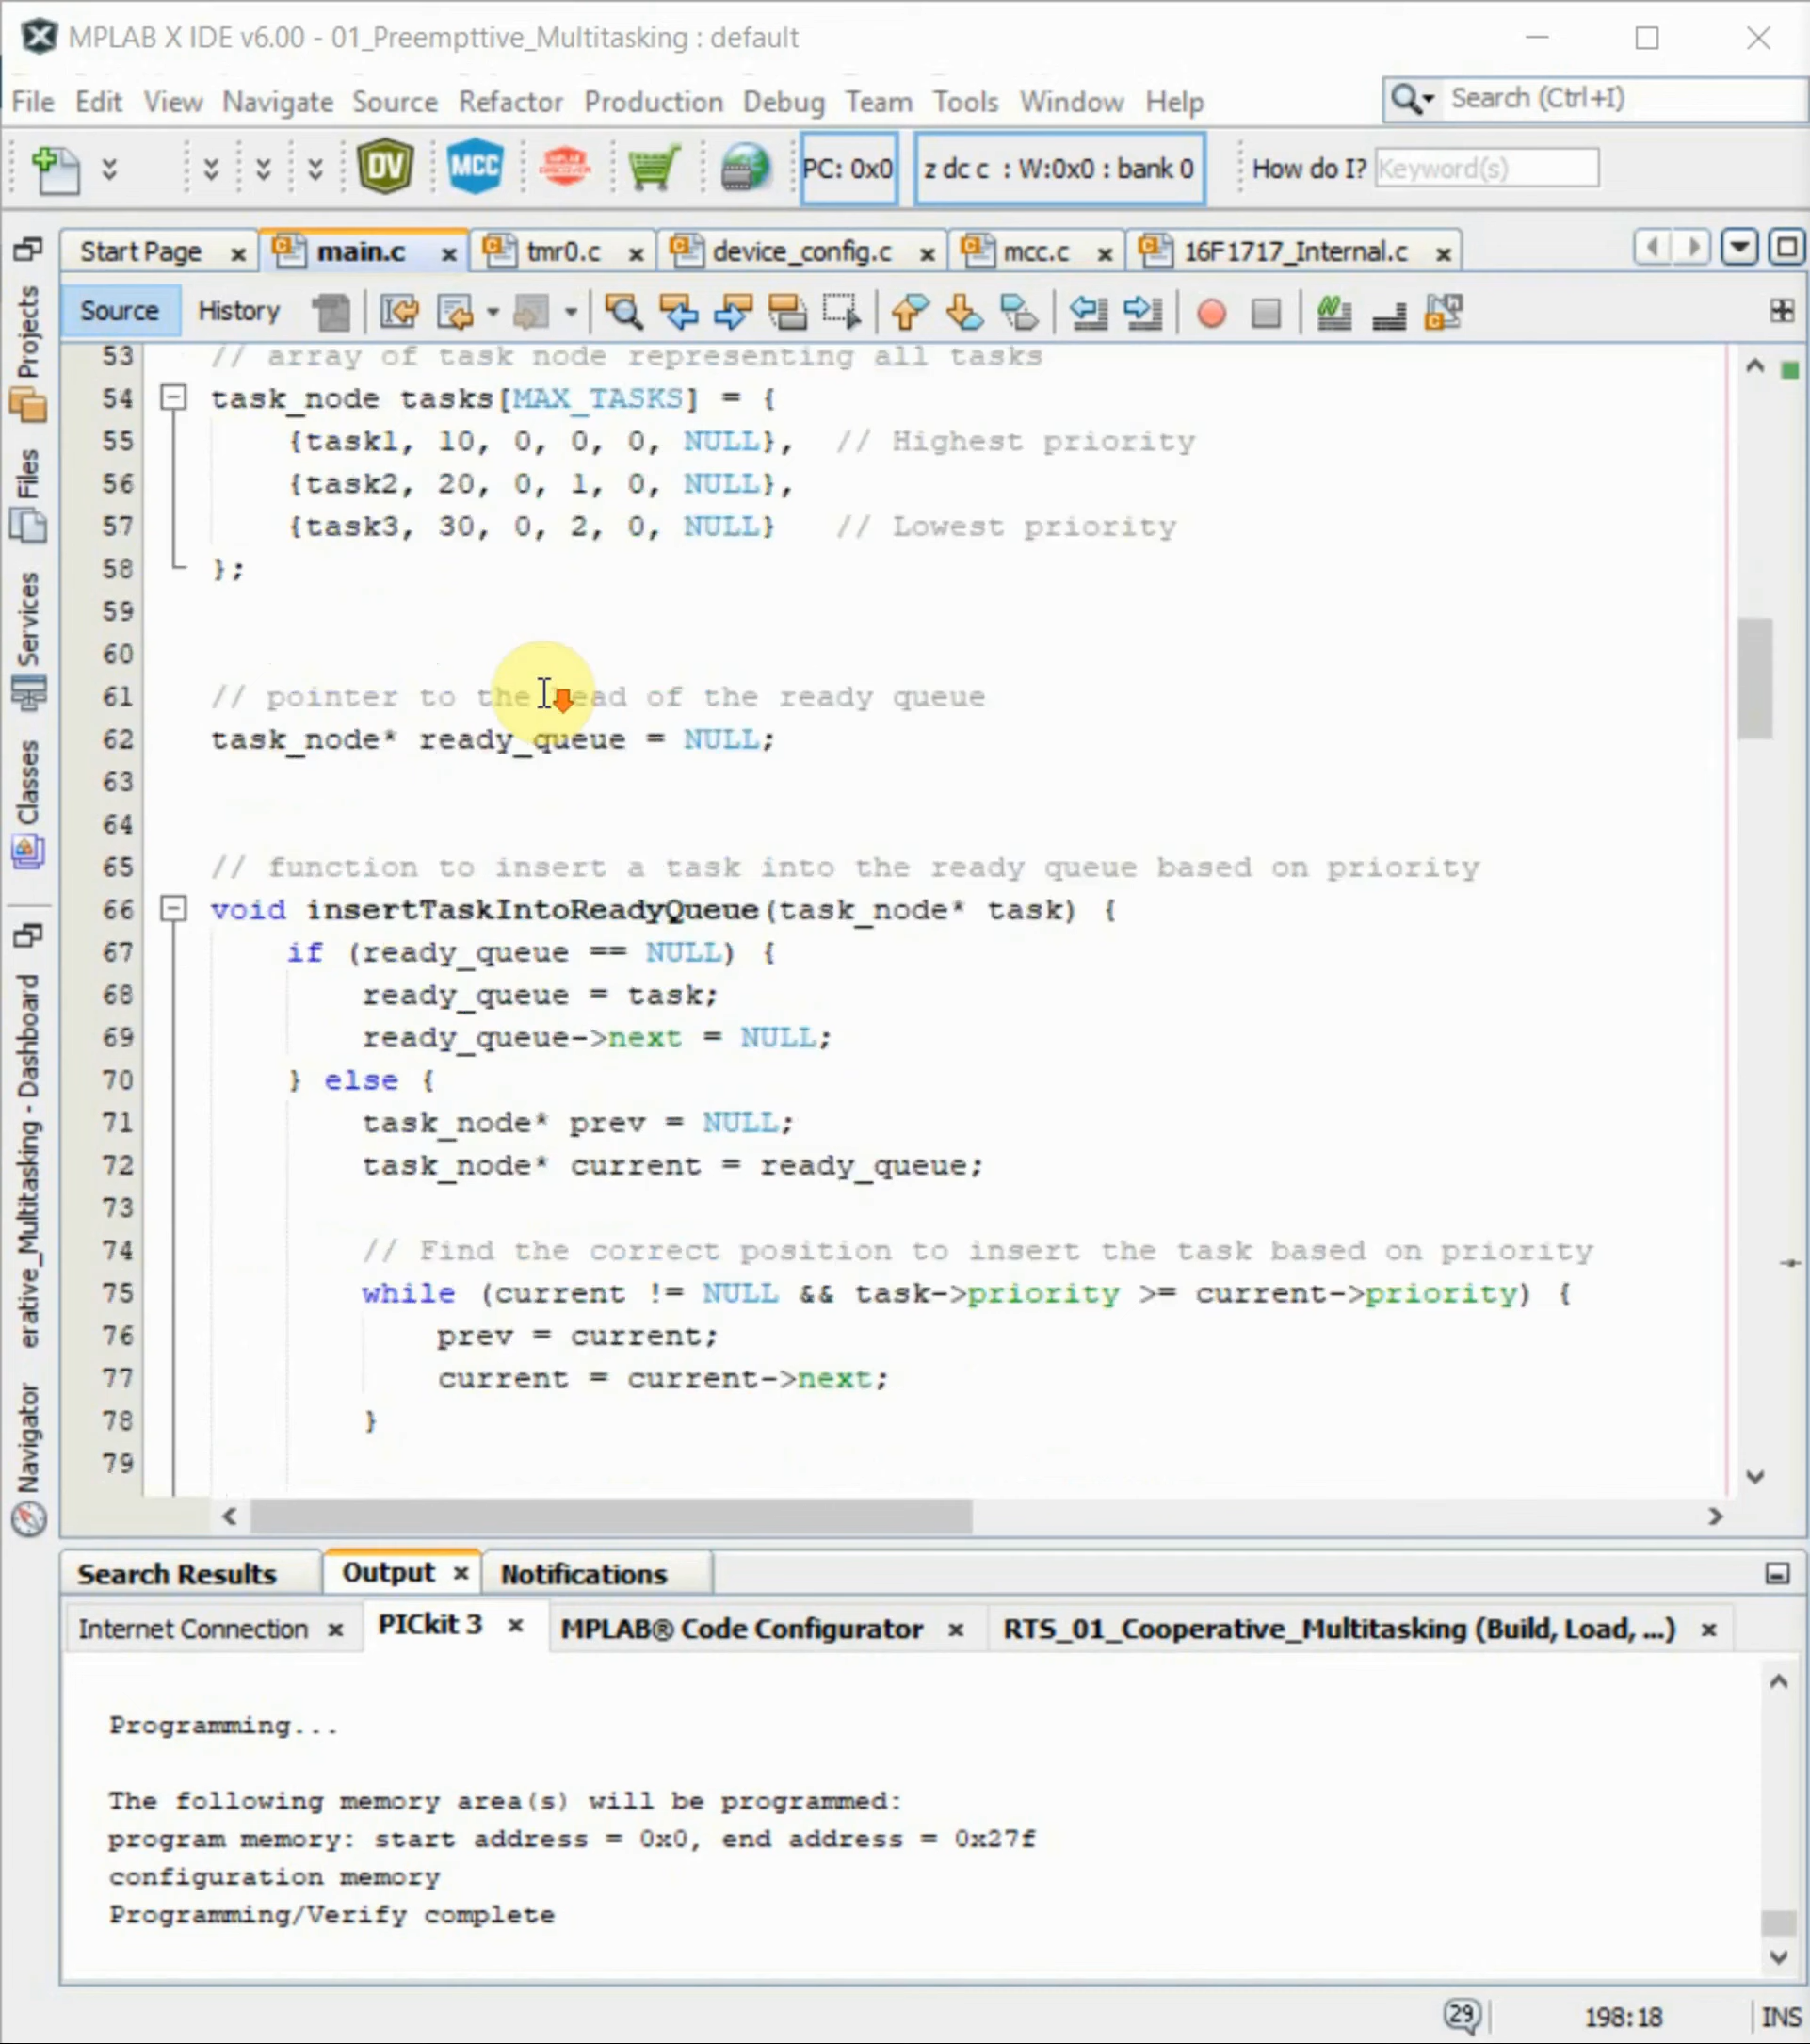 MPLAB X IDE v6.00 - 01_Preempttive_Multitasking : default
File Edit View Navigate Source Refactor Production Debug Team Tools Window Help
Search (Ctrl+I)
DV MCC PC: 0x0 z dc c : W:0x0 : bank 0 How do I? Keyword(s)
Start Page main.c tmr0.c device_config.c mcc.c 16F1717_Internal.c
Source History
Projects
Files
Services
Classes
erative_Multitasking - Dashboard
Navigator
53 // array of task node representing all tasks
54 task_node tasks[MAX_TASKS] = {
55 {task1, 10, 0, 0, 0, NULL}, // Highest priority
56 {task2, 20, 0, 1, 0, NULL},
57 {task3, 30, 0, 2, 0, NULL} // Lowest priority
58 };
59
60
61 // pointer to the head of the ready queue
62 task_node* ready_queue = NULL;
63
64
65 // function to insert a task into the ready queue based on priority
66 void insertTaskIntoReadyQueue(task_node* task) {
67 if (ready_queue == NULL) {
68 ready_queue = task;
69 ready_queue->next = NULL;
70 } else {
71 task_node* prev = NULL;
72 task_node* current = ready_queue;
73
74 // Find the correct position to insert the task based on priority
75 while (current != NULL && task->priority >= current->priority) {
76 prev = current;
77 current = current->next;
78 }
79
Search Results Output Notifications
Internet Connection PICkit 3 MPLAB® Code Configurator RTS_01_Cooperative_Multitasking (Build, Load, ...)
Programming...
The following memory area(s) will be programmed:
program memory: start address = 0x0, end address = 0x27f
configuration memory
Programming/Verify complete
29 198:18 INS